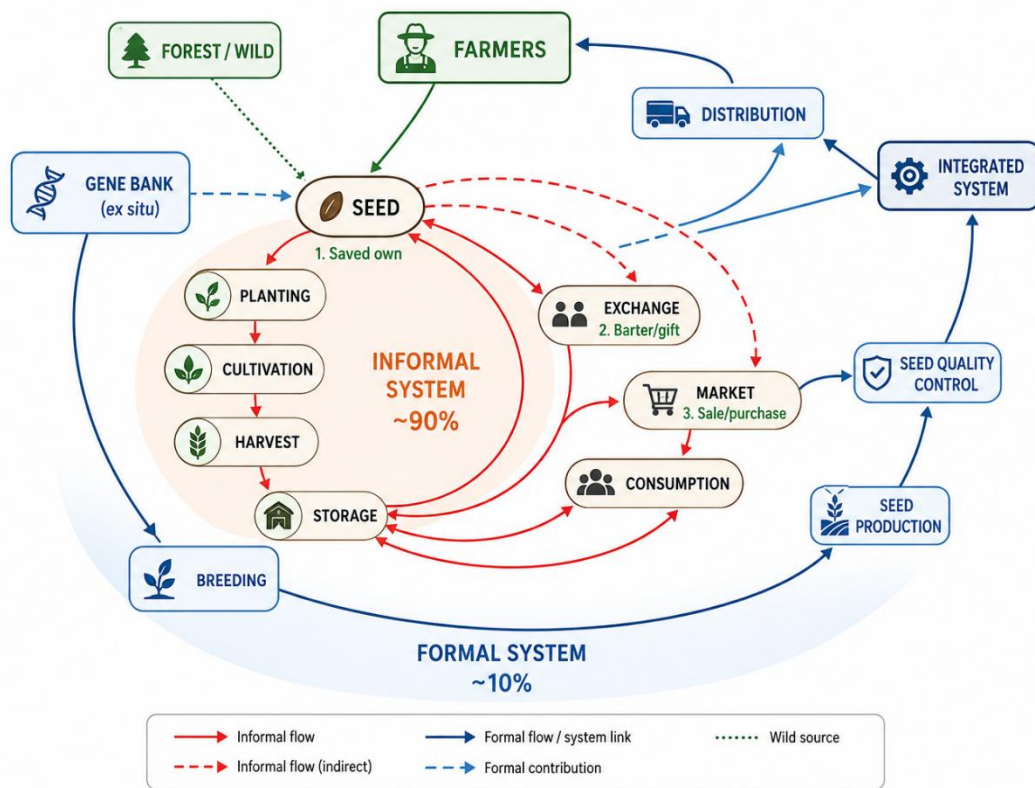 FOREST / WILD
FARMERS
DISTRIBUTION
GENE BANK
(ex situ)
INTEGRATED
SYSTEM
SEED
1. Saved own
PLANTING
EXCHANGE
2. Barter/gift
CULTIVATION
INFORMAL
SYSTEM
~90%
MARKET
3. Sale/purchase
SEED QUALITY
CONTROL
HARVEST
STORAGE
CONSUMPTION
SEED
PRODUCTION
BREEDING
FORMAL SYSTEM
~10%
Informal flow
Formal flow / system link
Wild source
Informal flow (indirect)
Formal contribution